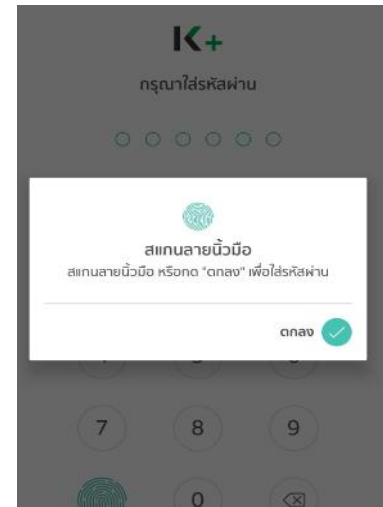 K+
กรุณาใส่รหัสผ่าน
สแกนลายนิ้วมือ
สแกนลายนิ้วมือ หรือกด "ตกลง" เพื่อใส่รหัสผ่าน
ตกลง
7 8 9
0